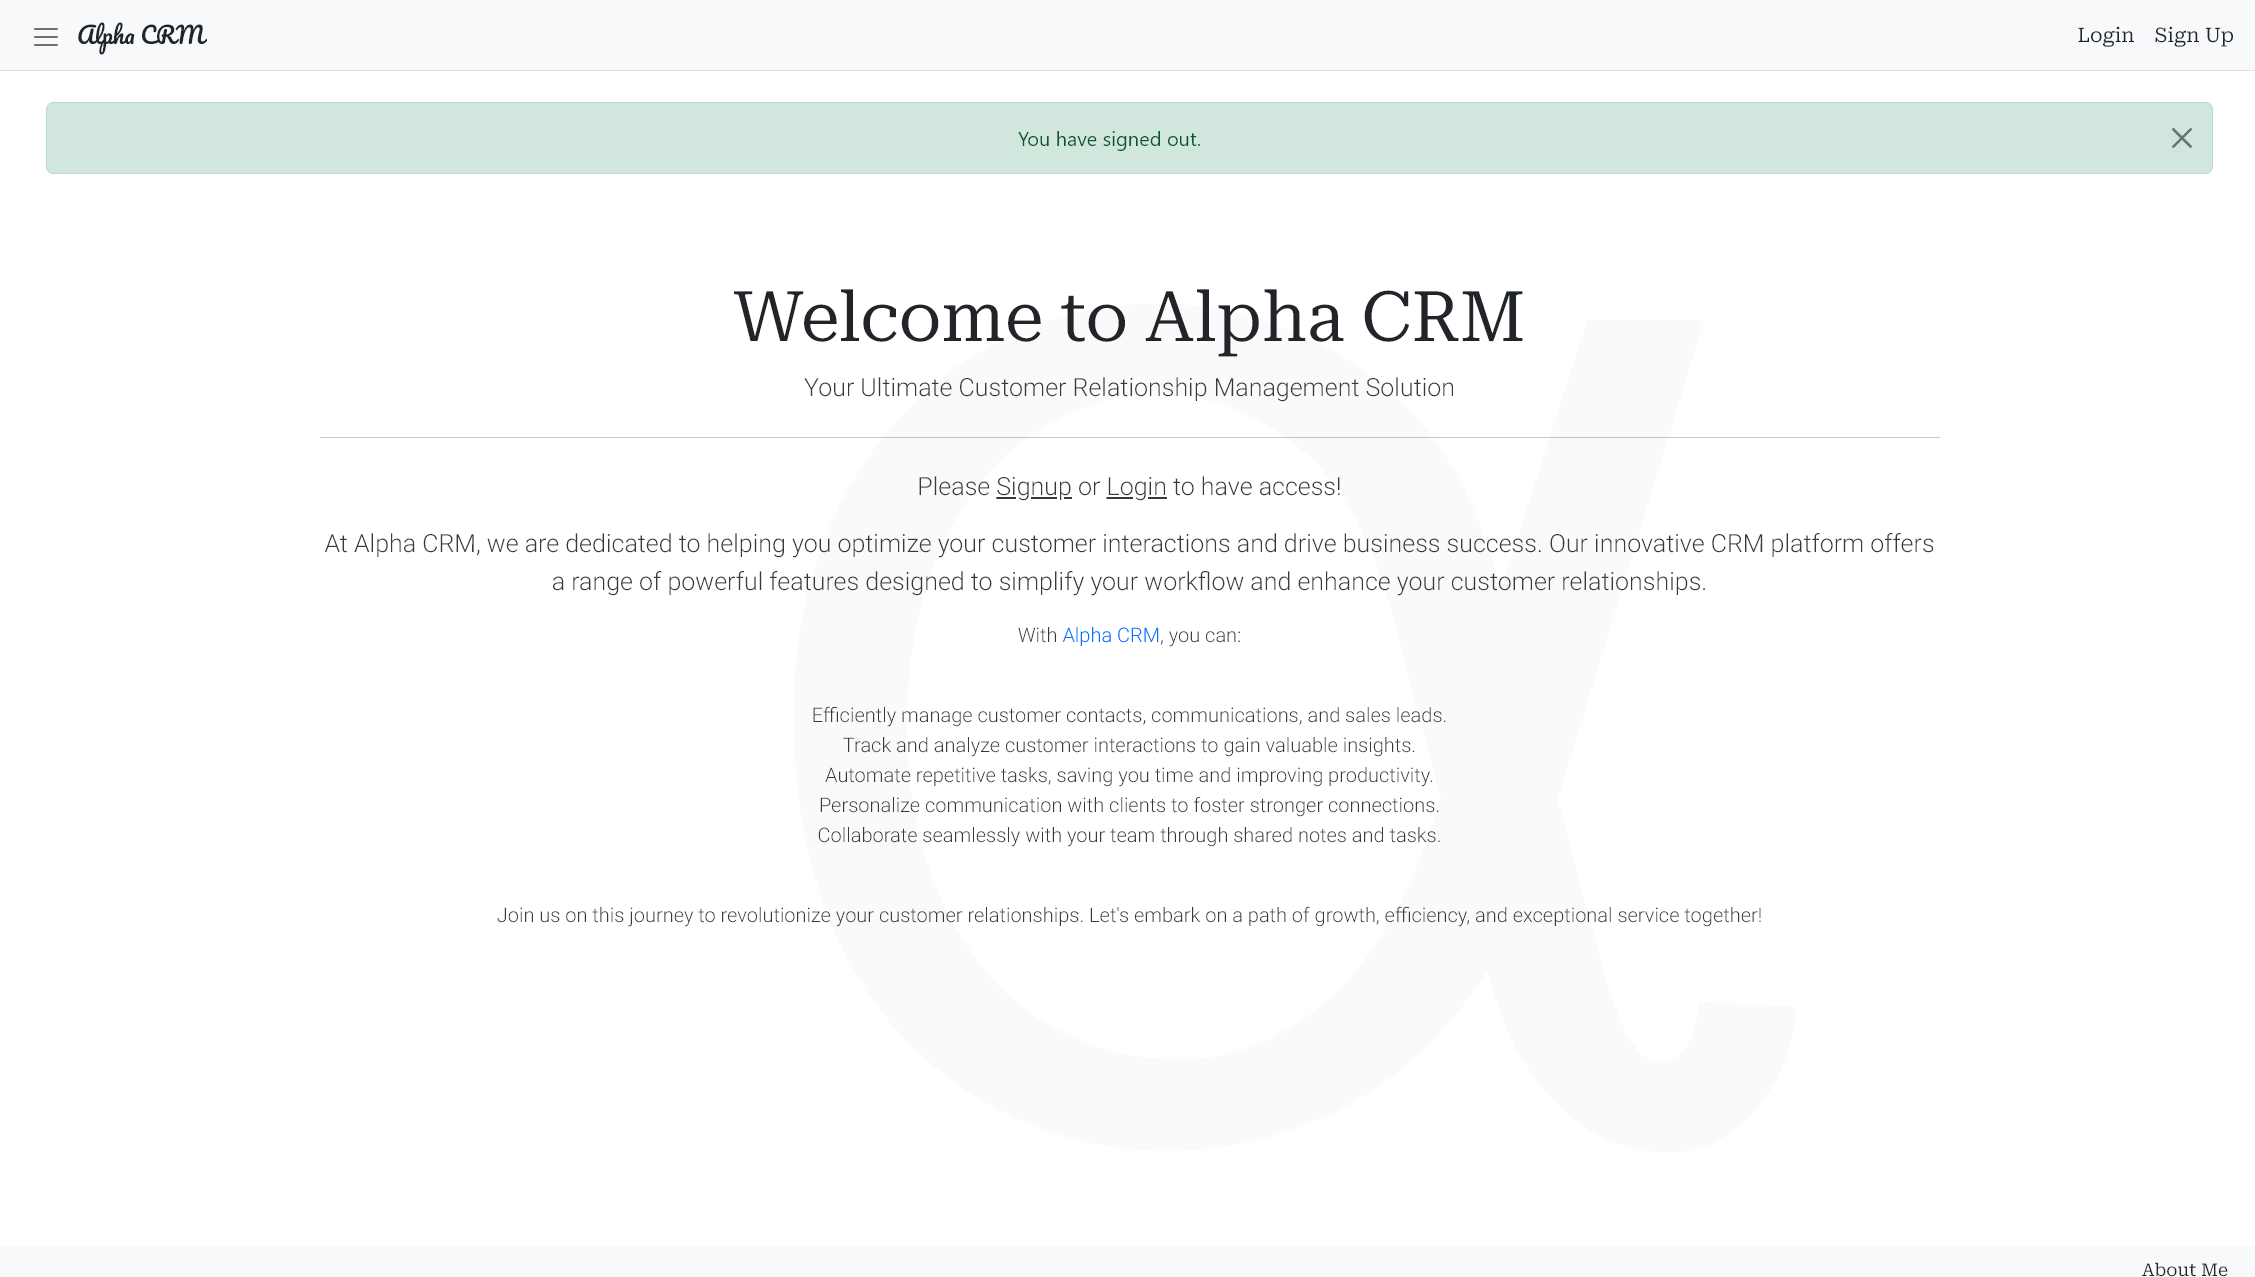 Alpha CRM
Login
Sign Up
You have signed out.
Welcome to Alpha CRM
Your Ultimate Customer Relationship Management Solution
Please Signup or Login to have access!
At Alpha CRM, we are dedicated to helping you optimize your customer interactions and drive business success. Our innovative CRM platform offers
a range of powerful features designed to simplify your workflow and enhance your customer relationships.
With Alpha CRM, you can:
Efficiently manage customer contacts, communications, and sales leads.
Track and analyze customer interactions to gain valuable insights.
Automate repetitive tasks, saving you time and improving productivity.
Personalize communication with clients to foster stronger connections.
Collaborate seamlessly with your team through shared notes and tasks.
Join us on this journey to revolutionize your customer relationships. Let's embark on a path of growth, efficiency, and exceptional service together!
About Me